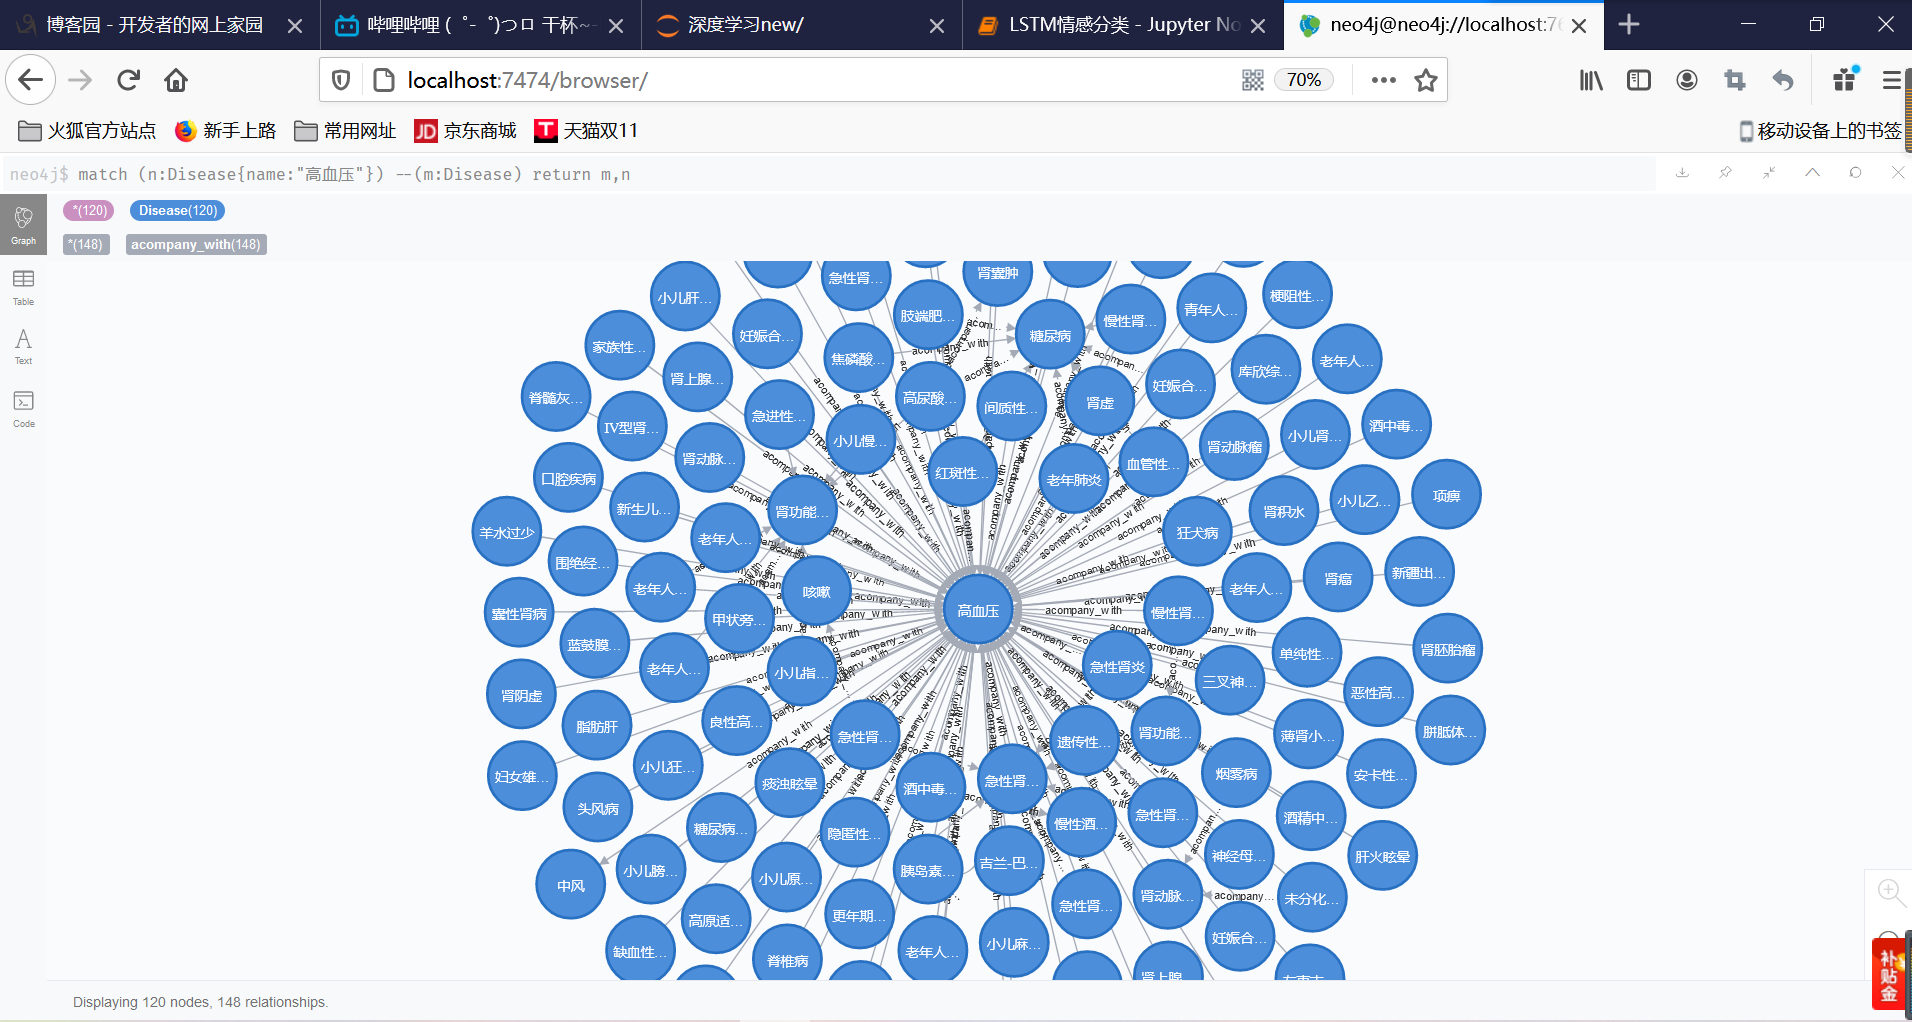 博客园 - 开发者的网上家园
哔哩哔哩 ( ゜- ゜)つロ 干杯~-
深度学习new/
LSTM情感分类 - Jupyter No
neo4j@neo4j://localhost:76
localhost:7474/browser/
70%
火狐官方站点
新手上路
常用网址
JD 京东商城
T 天猫双11
移动设备上的书签
neo4j$ match (n:Disease{name:"高血压"}) --(m:Disease) return m,n
*(120)
Disease(120)
*(148)
acompany_with(148)
Graph
Table
Text
Code
急性肾...
肾囊肿
小儿肝...
肢端肥...
糖尿病
慢性肾...
青年人...
梗阻性...
家族性...
妊娠合...
焦磷酸...
老年人...
脊髓灰...
肾上腺...
高尿酸...
间质性...
肾虚
妊娠合...
库欣综...
IV型肾...
急进性...
小儿慢...
酒中毒...
口腔疾病
肾动脉...
红斑性...
老年肺炎
血管性...
肾动脉瘤
小儿肾...
新生儿...
肾功能...
狂犬病
肾积水
小儿乙...
项痹
羊水过少
围绝经...
老年人...
老年人...
咳嗽
高血压
慢性肾...
老年人...
肾癌
新疆出...
囊性肾病
蓝鼓膜...
甲状旁...
老年人...
小儿指...
急性肾炎
三叉神...
单纯性...
肾胚胎瘤
肾阴虚
脂肪肝
良性高...
急性肾...
遗传性...
肾功能...
薄肾小...
恶性高...
胼胝体...
妇女雄...
头风病
小儿狂...
痰浊眩晕
酒中毒...
急性肾...
烟雾病
安卡性...
糖尿病...
隐匿性...
慢性酒...
急性肾...
酒精中...
中风
小儿膀...
小儿原...
胰岛素...
吉兰-巴...
肾动脉...
神经母...
肝火眩晕
高原适...
更年期...
急性肾...
未分化...
缺血性...
脊椎病
老年人...
小儿麻...
妊娠合...
肾上腺...
acompany_with
Displaying 120 nodes, 148 relationships.
补
贴
金